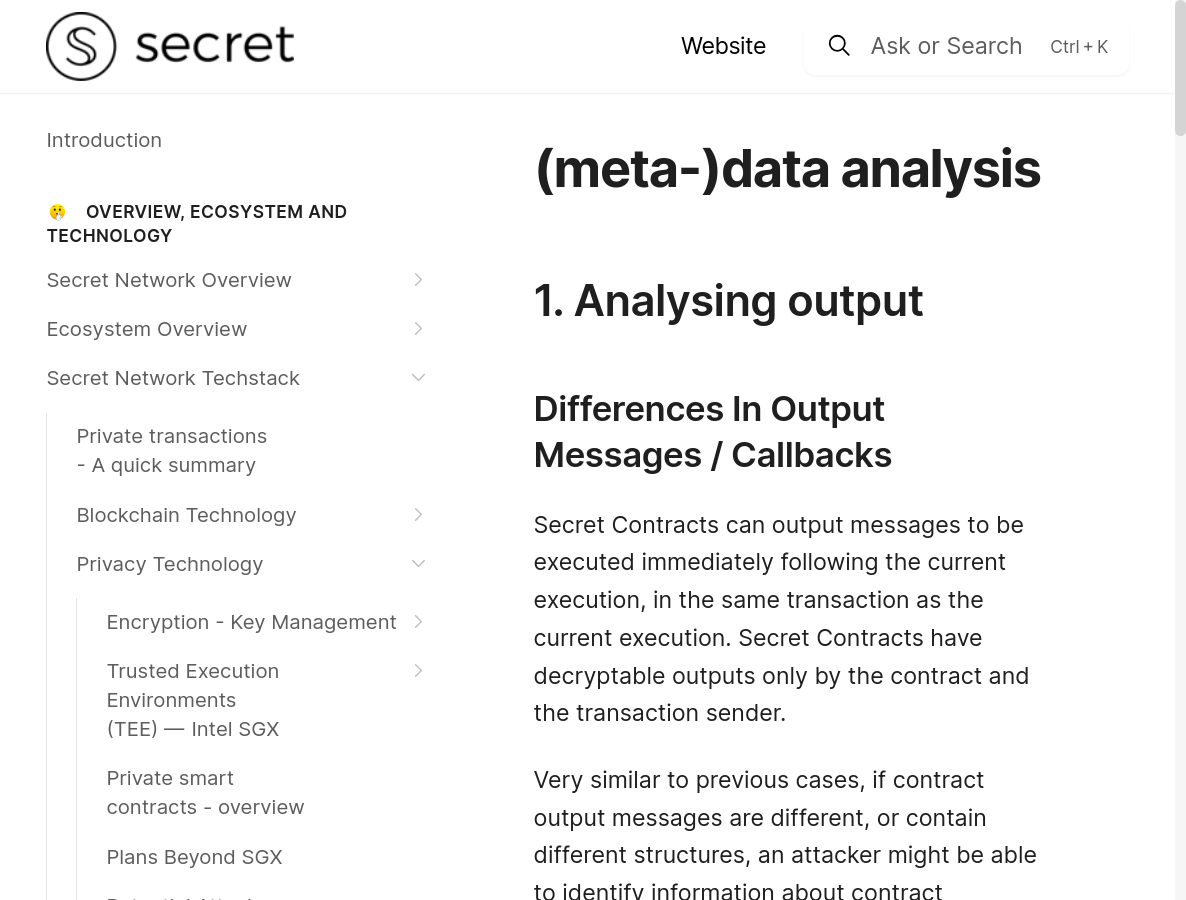 secret
Website
Ask or Search
Ctrl + K
Introduction
OVERVIEW, ECOSYSTEM AND
TECHNOLOGY
Secret Network Overview
Ecosystem Overview
Secret Network Techstack
Private transactions
- A quick summary
Blockchain Technology
Privacy Technology
Encryption - Key Management
Trusted Execution
Environments
(TEE) — Intel SGX
Private smart
contracts - overview
Plans Beyond SGX
(meta-)data analysis
1. Analysing output
Differences In Output
Messages / Callbacks
Secret Contracts can output messages to be
executed immediately following the current
execution, in the same transaction as the
current execution. Secret Contracts have
decryptable outputs only by the contract and
the transaction sender.
Very similar to previous cases, if contract
output messages are different, or contain
different structures, an attacker might be able
to identify information about contract